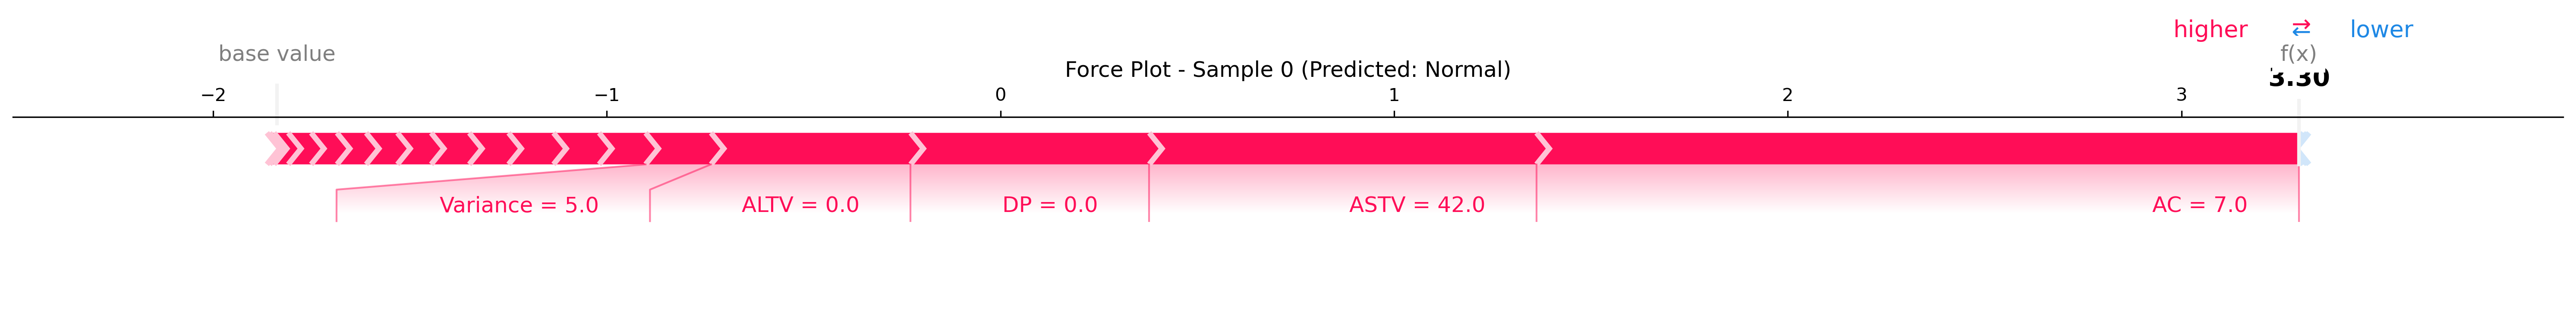 higher ⇄ lower
base value
f(x)
Force Plot - Sample 0 (Predicted: Normal)
3.30
−2 −1 0 1 2 3
Variance = 5.0 ALTV = 0.0 DP = 0.0 ASTV = 42.0 AC = 7.0